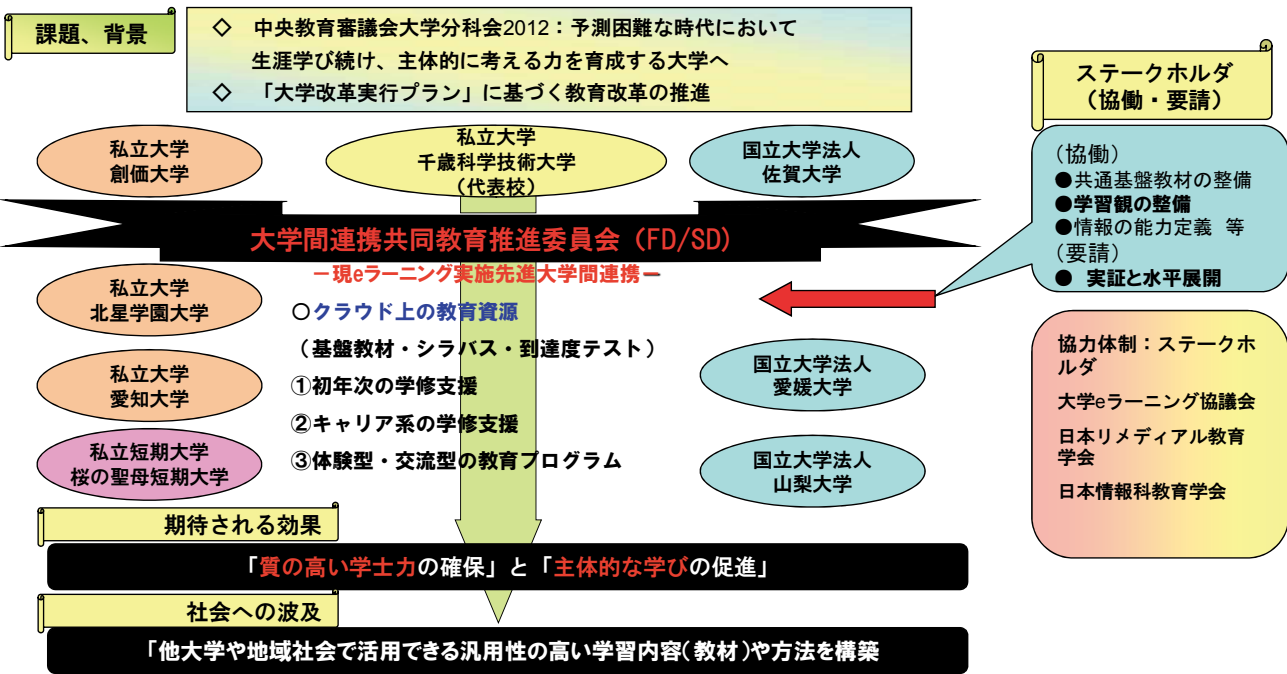 課題、背景
◇ 中央教育審議会大学分科会2012：予測困難な時代において
生涯学び続け、主体的に考える力を育成する大学へ
◇ 「大学改革実行プラン」に基づく教育改革の推進
ステークホルダ
（協働・要請）
私立大学
創価大学
私立大学
千歳科学技術大学
（代表校）
国立大学法人
佐賀大学
（協働）
●共通基盤教材の整備
●学習観の整備
●情報の能力定義 等
（要請）
● 実証と水平展開
大学間連携共同教育推進委員会（FD/SD）
－現eラーニング実施先進大学間連携－
私立大学
北星学園大学
〇クラウド上の教育資源
（基盤教材・シラバス・到達度テスト）
①初年次の学修支援
②キャリア系の学修支援
③体験型・交流型の教育プログラム
私立大学
愛知大学
私立短期大学
桜の聖母短期大学
国立大学法人
愛媛大学
国立大学法人
山梨大学
協力体制：ステークホ
ルダ
大学eラーニング協議会
日本リメディアル教育
学会
日本情報科教育学会
期待される効果
「質の高い学士力の確保」と「主体的な学びの促進」
社会への波及
「他大学や地域社会で活用できる汎用性の高い学習内容（教材）や方法を構築